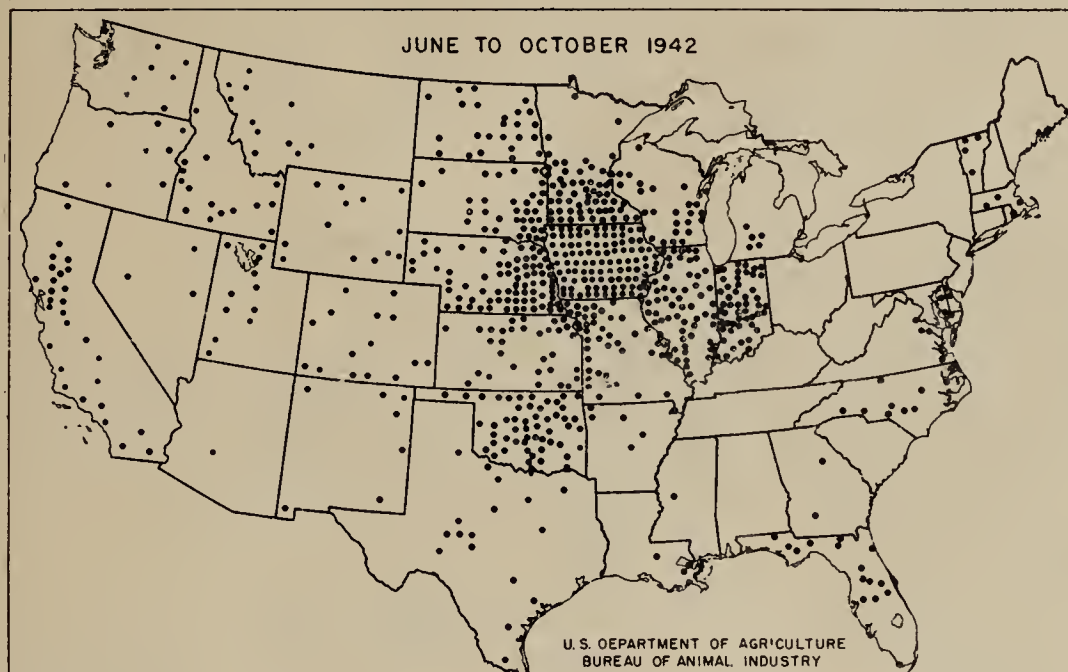 JUNE TO OCTOBER 1942
U.S. DEPARTMENT OF AGRICULTURE
BUREAU OF ANIMAL INDUSTRY